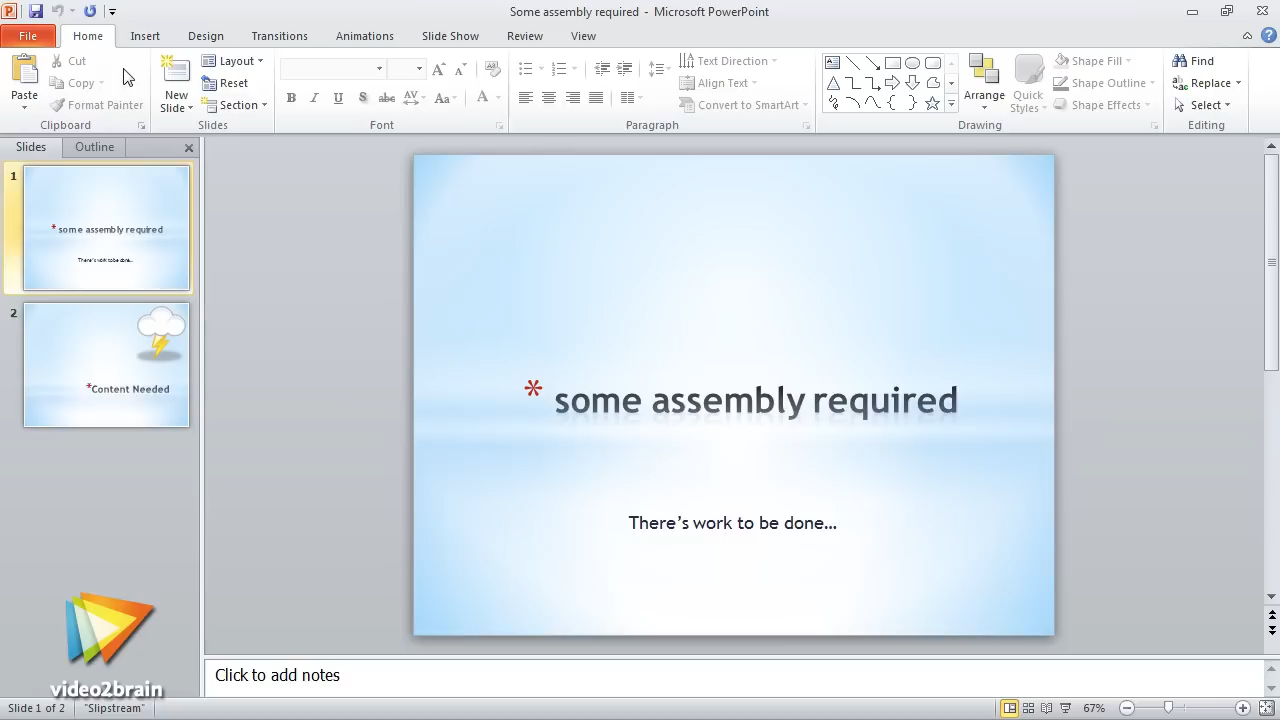 Some assembly required - Microsoft PowerPoint
File Home Insert Design Transitions Animations Slide Show Review View
Cut
Copy
Format Painter
Paste
Clipboard
New
Slide
Layout
Reset
Section
Slides
B I U S abc AV Aa A
Font
Text Direction
Align Text
Convert to SmartArt
Paragraph
Arrange
Quick
Styles
Shape Fill
Shape Outline
Shape Effects
Drawing
Find
Replace
Select
Editing
Slides Outline
1
* some assembly required
There's work to be done...
2
*Content Needed
* some assembly required
There's work to be done...
Click to add notes
video2brain
Slide 1 of 2 "Slipstream" 67%